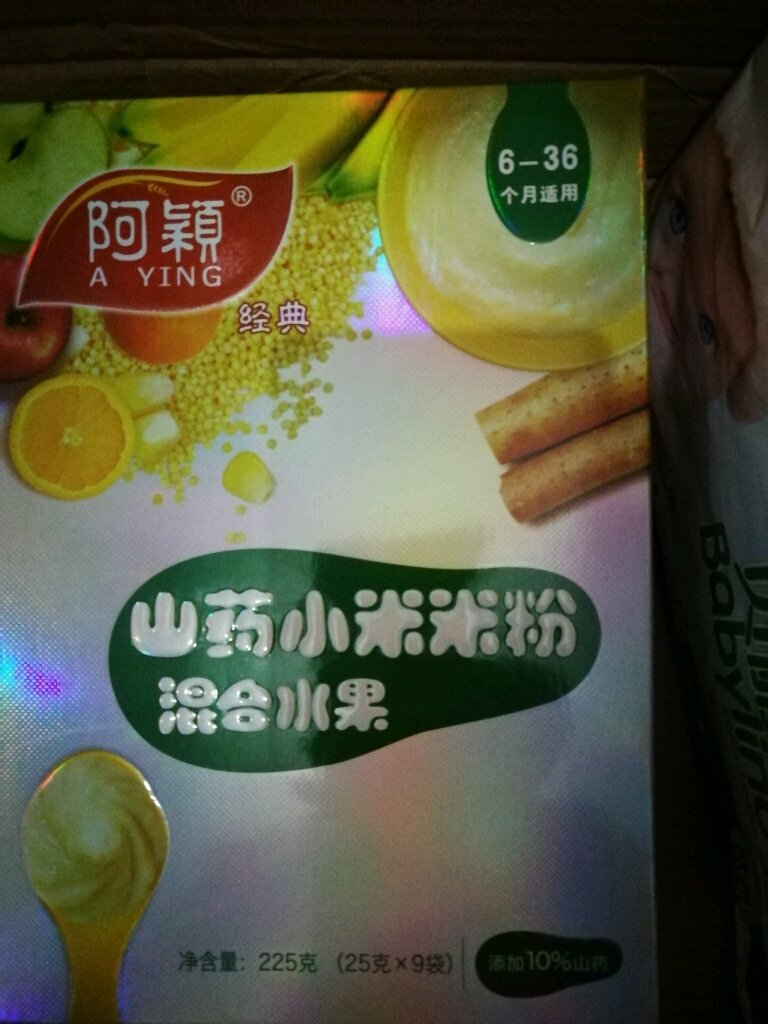 6-36
个月适用
阿颖®
A YING
经典
山药小米米粉
混合水果
净含量：225克 （25克×9袋）
添加10%山药